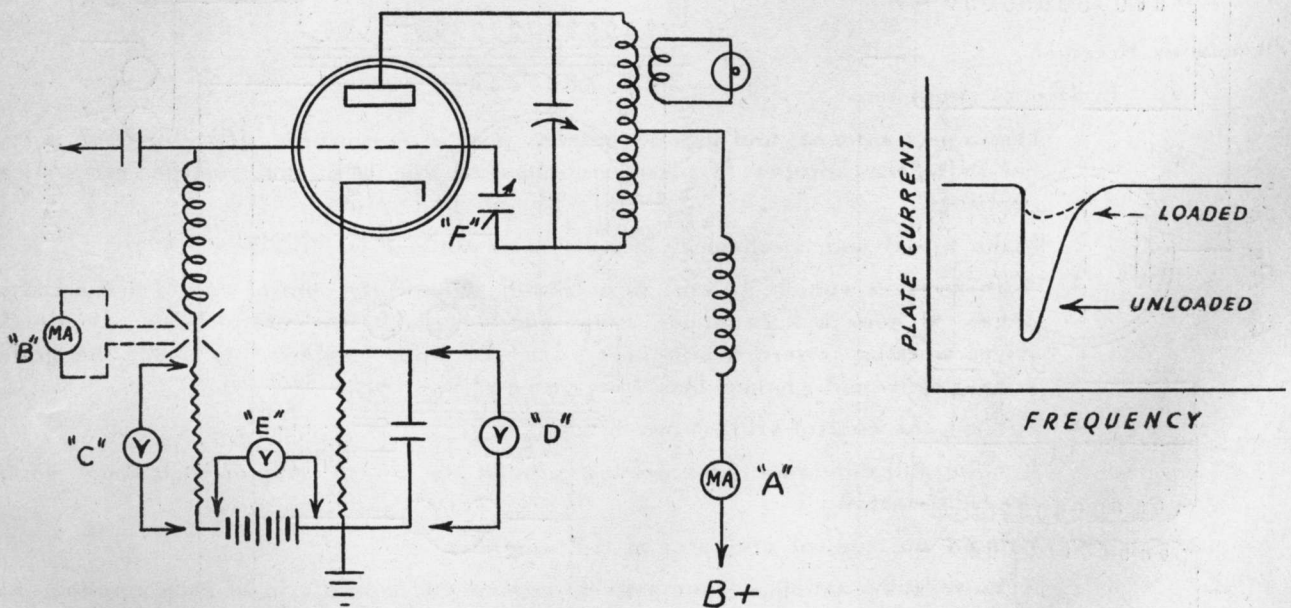 "F"
PLATE CURRENT
LOADED
UNLOADED
FREQUENCY
MA
"B"
"C"
V
"E"
V
V
"D"
MA
"A"
B+